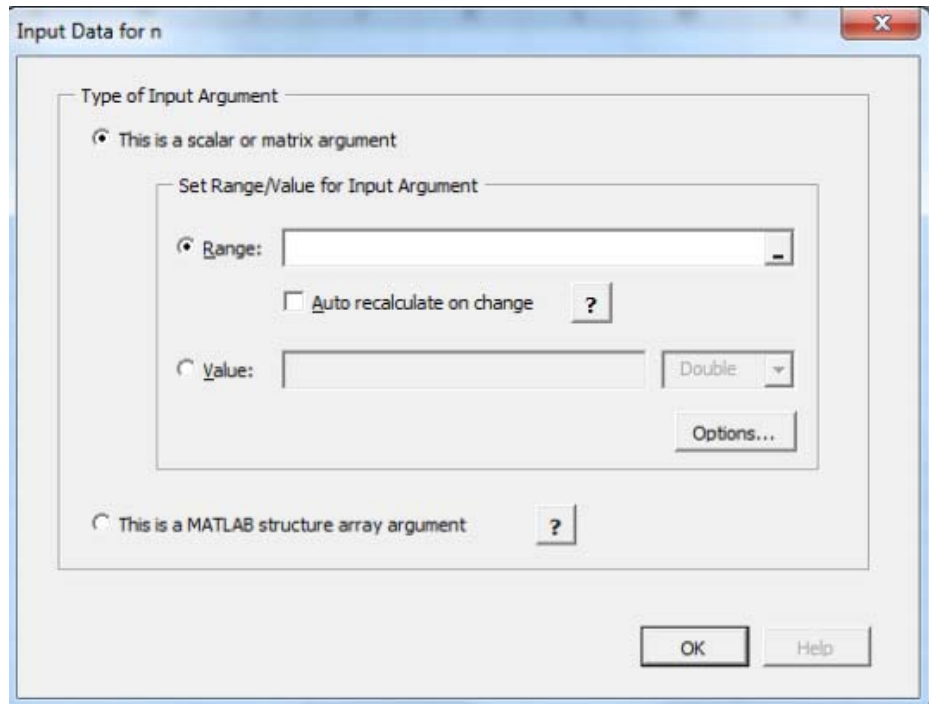 Input Data for n
Type of Input Argument
This is a scalar or matrix argument
Set Range/Value for Input Argument
Range:
Auto recalculate on change ?
Value: Double
Options...
This is a MATLAB structure array argument ?
OK Help